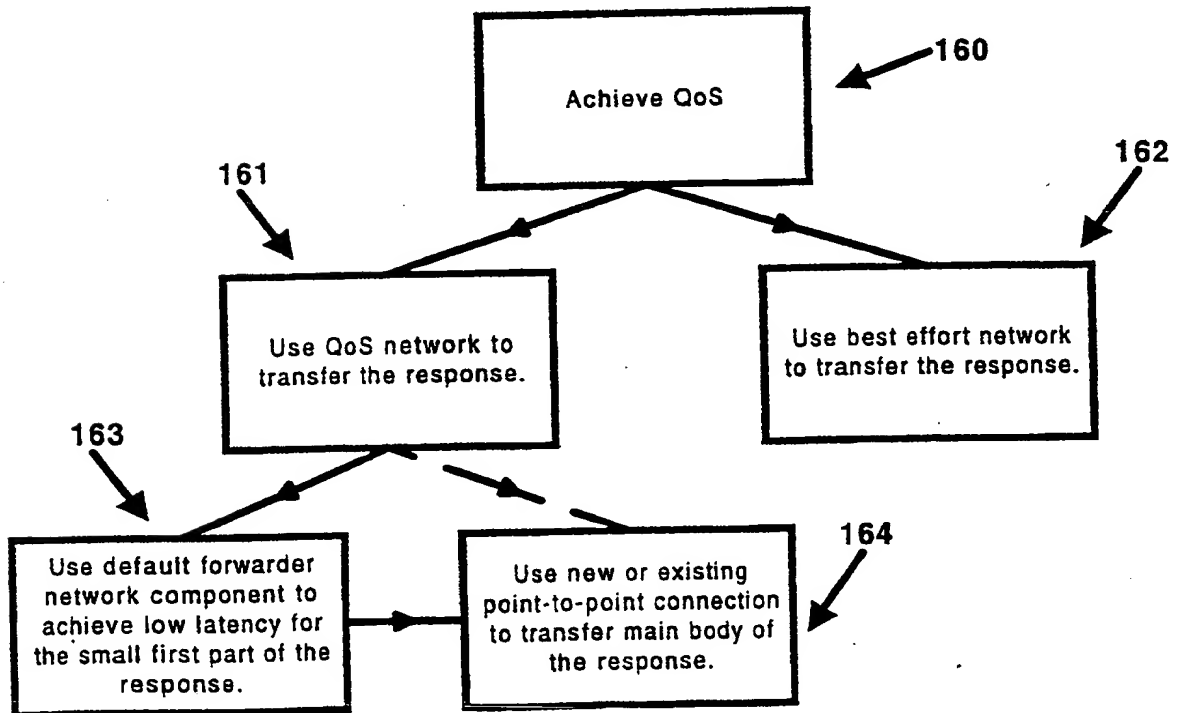 160
Achieve QoS
161
162
Use QoS network to
transfer the response.
Use best effort network
to transfer the response.
163
164
Use default forwarder
network component to
achieve low latency for
the small first part of the
response.
Use new or existing
point-to-point connection
to transfer main body of
the response.